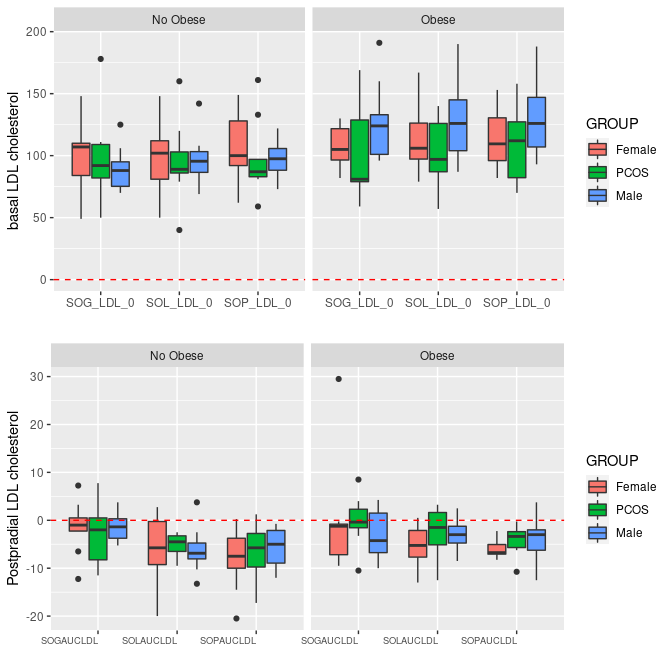 No Obese
Obese
200
150
100
50
0
basal LDL cholesterol
SOG_LDL_0 SOL_LDL_0 SOP_LDL_0
SOG_LDL_0 SOL_LDL_0 SOP_LDL_0
GROUP
Female
PCOS
Male
No Obese
Obese
30
20
10
0
-10
-20
Postpradial LDL cholesterol
SOGAUCLDL SOLAUCLDL SOPAUCLDL
SOGAUCLDL SOLAUCLDL SOPAUCLDL
GROUP
Female
PCOS
Male